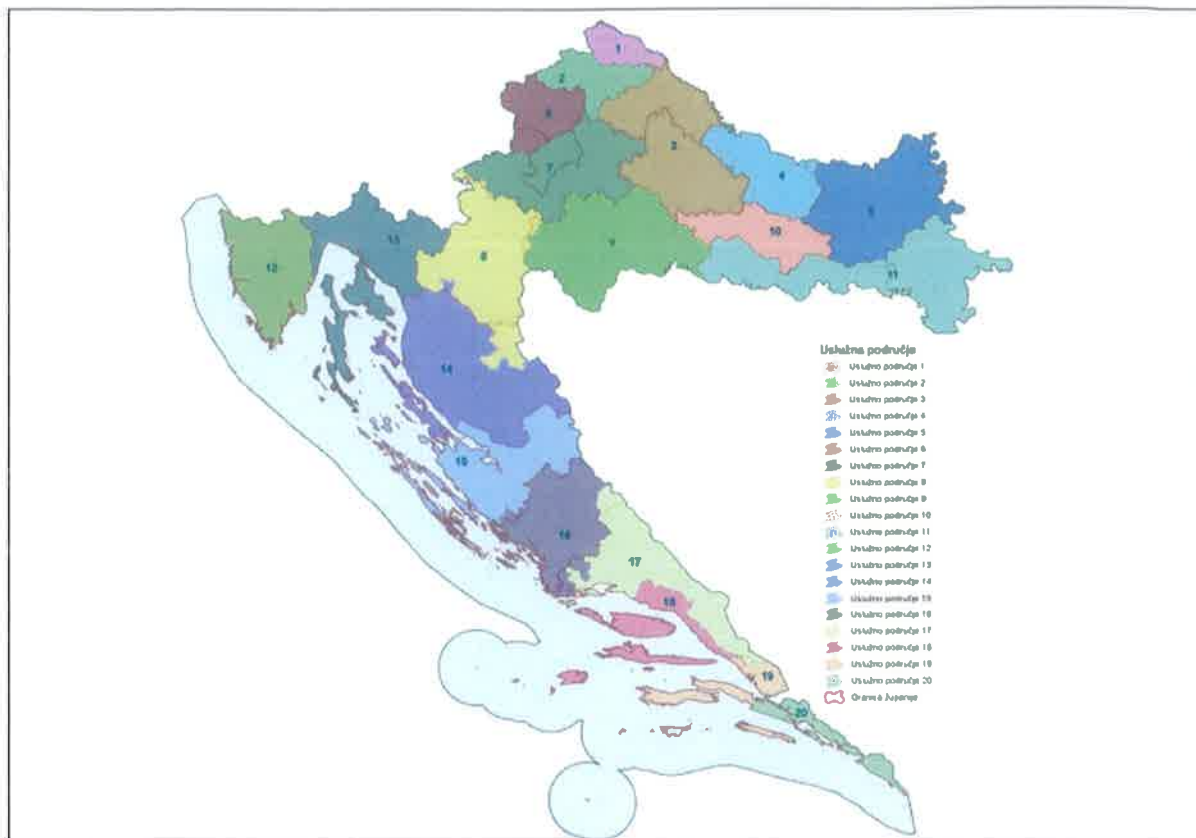 1
2
6
3
7
4
5
10
8
9
11
13
12
14
15
16
17
18
19
20
Uslužna područja
Uslužno područje 1
Uslužno područje 2
Uslužno područje 3
Uslužno područje 4
Uslužno područje 5
Uslužno područje 6
Uslužno područje 7
Uslužno područje 8
Uslužno područje 9
Uslužno područje 10
Uslužno područje 11
Uslužno područje 12
Uslužno područje 13
Uslužno područje 14
Uslužno područje 15
Uslužno područje 16
Uslužno područje 17
Uslužno područje 18
Uslužno područje 19
Uslužno područje 20
Granica županije